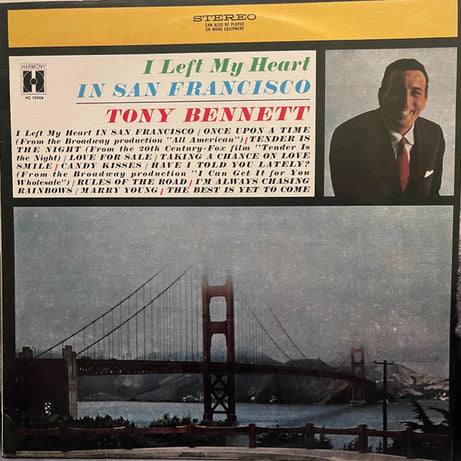 STEREO
CAN ALSO BE PLAYED
ON MONO EQUIPMENT
HARMONY
H
I Left My Heart
IN SAN FRANCISCO
TONY BENNETT
I Left My Heart IN SAN FRANCISCO / ONCE UPON A TIME
(From the Broadway production "All American") / TENDER IS
THE NIGHT (From the 20th Century-Fox film "Tender Is
the Night) / LOVE FOR SALE / TAKING A CHANCE ON LOVE
SMILE / CANDY KISSES / HAVE I TOLD YOU LATELY?
(From the Broadway production "I Can Get it for You
Wholesale") / RULES OF THE ROAD / I'M ALWAYS CHASING
RAINBOWS / MARRY YOUNG / THE BEST IS YET TO COME